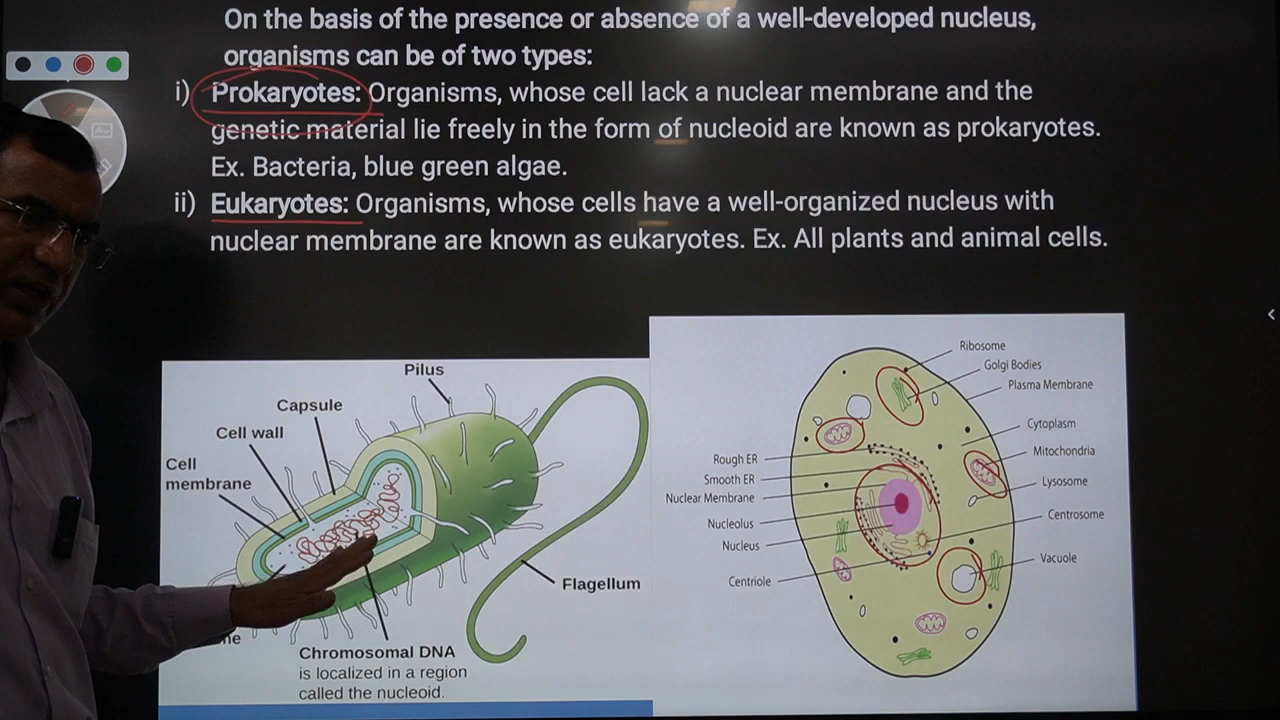 On the basis of the presence or absence of a well-developed nucleus,
organisms can be of two types:
i) Prokaryotes: Organisms, whose cell lack a nuclear membrane and the
genetic material lie freely in the form of nucleoid are known as prokaryotes.
Ex. Bacteria, blue green algae.
ii) Eukaryotes: Organisms, whose cells have a well-organized nucleus with
nuclear membrane are known as eukaryotes. Ex. All plants and animal cells.
Pilus
Capsule
Cell wall
Cell
membrane
Flagellum
Chromosomal DNA
is localized in a region
called the nucleoid.
Ribosome
Golgi Bodies
Plasma Membrane
Cytoplasm
Mitochondria
Lysosome
Centrosome
Vacuole
Rough ER
Smooth ER
Nuclear Membrane
Nucleolus
Nucleus
Centriole